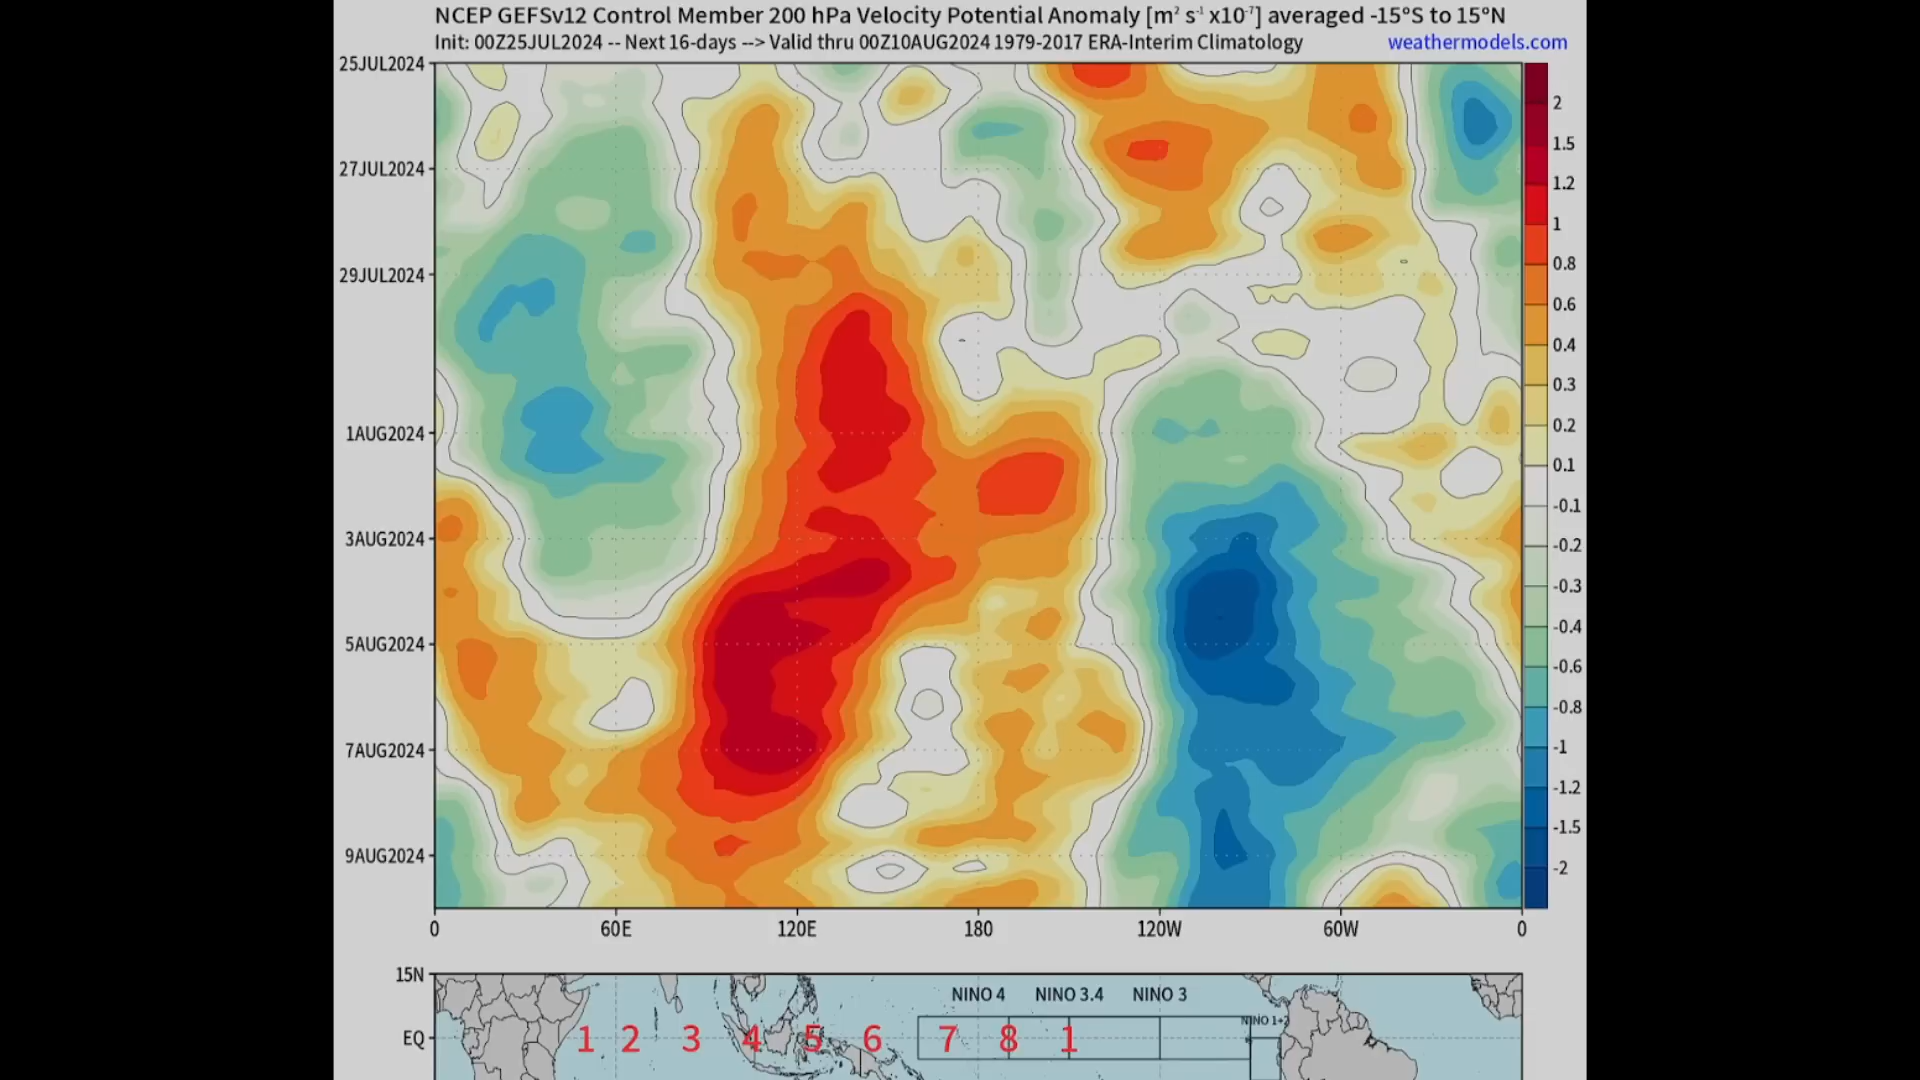 NCEP GEFSv12 Control Member 200 hPa Velocity Potential Anomaly [m² s⁻¹ x10⁻⁷] averaged -15°S to 15°N
Init: 00Z25JUL2024 -- Next 16-days --> Valid thru 00Z10AUG2024 1979-2017 ERA-Interim Climatology weathermodels.com
25JUL2024
27JUL2024
29JUL2024
1AUG2024
3AUG2024
5AUG2024
7AUG2024
9AUG2024
2
1.5
1.2
1
0.8
0.6
0.4
0.3
0.2
0.1
-0.1
-0.2
-0.3
-0.4
-0.6
-0.8
-1
-1.2
-1.5
-2
0 60E 120E 180 120W 60W 0
15N
NINO 4 NINO 3.4 NINO 3
NINO 1+2
EQ 1 2 3 4 5 6 7 8 1